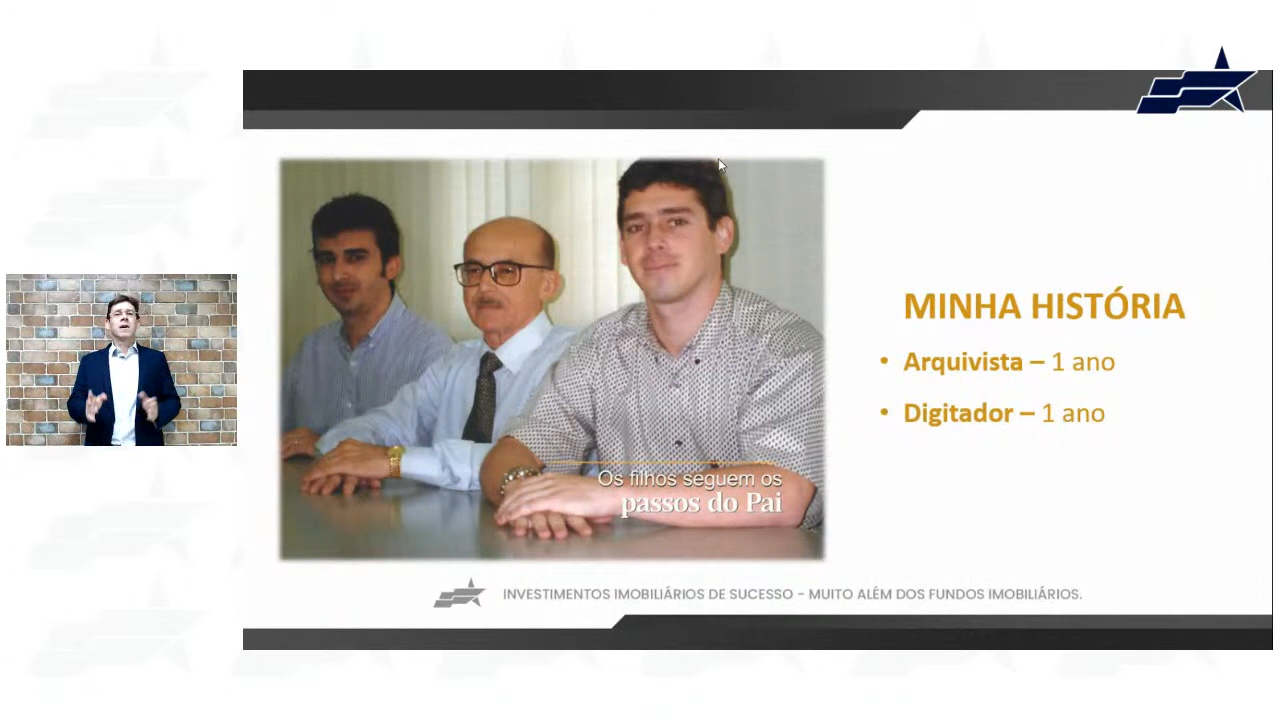 MINHA HISTÓRIA
• Arquivista – 1 ano
• Digitador – 1 ano
Os filhos seguem os
passos do Pai
INVESTIMENTOS IMOBILIÁRIOS DE SUCESSO - MUITO ALÉM DOS FUNDOS IMOBILIÁRIOS.